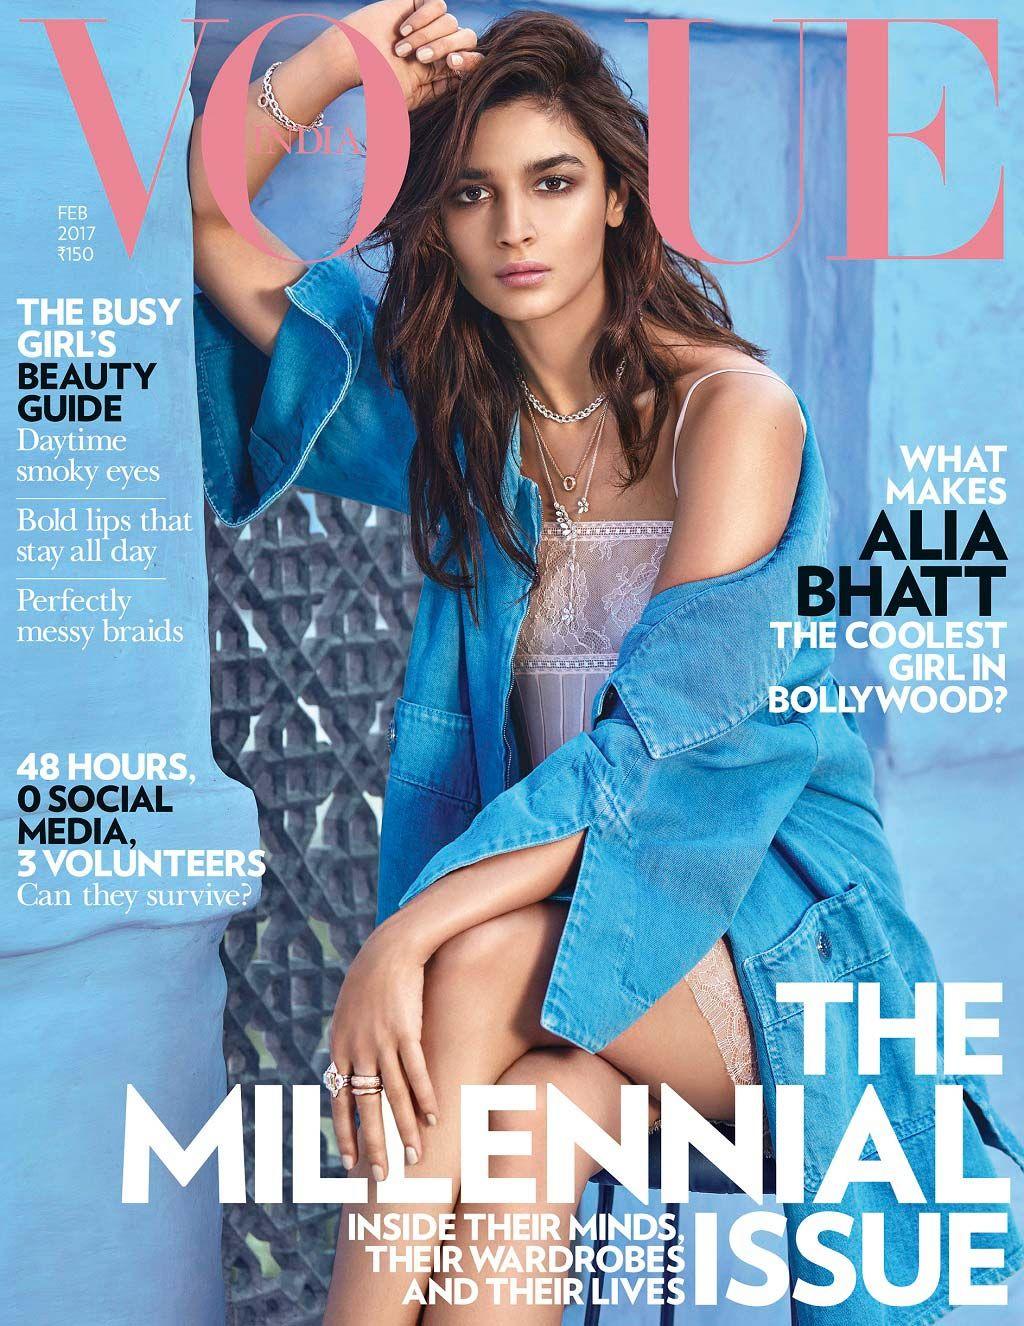 VOGUE
INDIA
FEB
2017
₹150
THE BUSY
GIRL'S
BEAUTY
GUIDE
Daytime
smoky eyes
Bold lips that
stay all day
Perfectly
messy braids
48 HOURS,
0 SOCIAL
MEDIA,
3 VOLUNTEERS
Can they survive?
WHAT
MAKES
ALIA
BHATT
THE COOLEST
GIRL IN
BOLLYWOOD?
THE
MILLENNIAL
ISSUE
INSIDE THEIR MINDS,
THEIR WARDROBES
AND THEIR LIVES